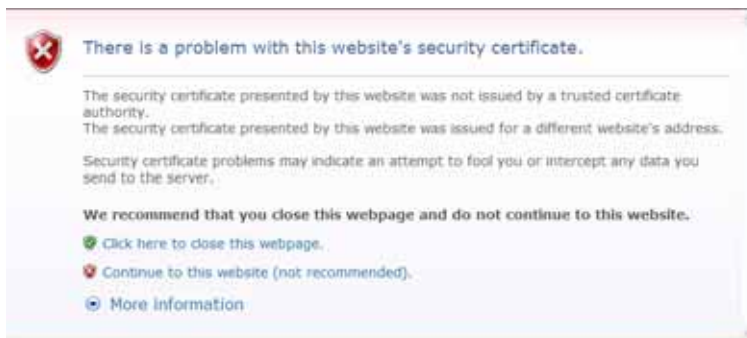 There is a problem with this website's security certificate.
The security certificate presented by this website was not issued by a trusted certificate
authority.
The security certificate presented by this website was issued for a different website's address.
Security certificate problems may indicate an attempt to fool you or intercept any data you
send to the server.
We recommend that you close this webpage and do not continue to this website.
Click here to close this webpage.
Continue to this website (not recommended).
More information